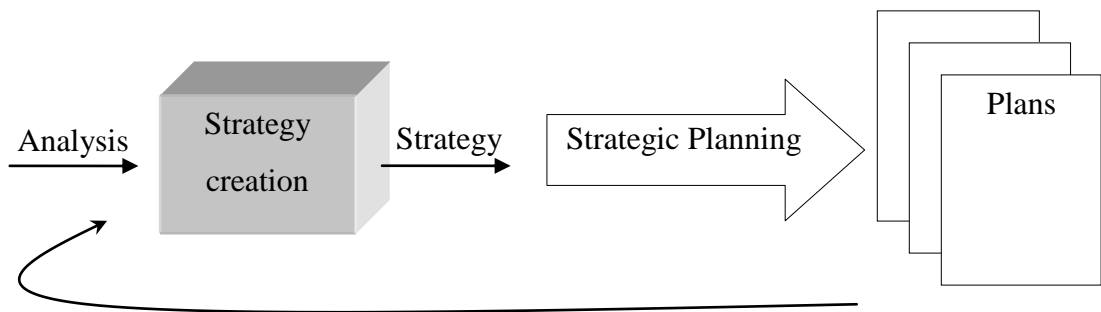 Analysis
Strategy
creation
Strategy
Strategic Planning
Plans